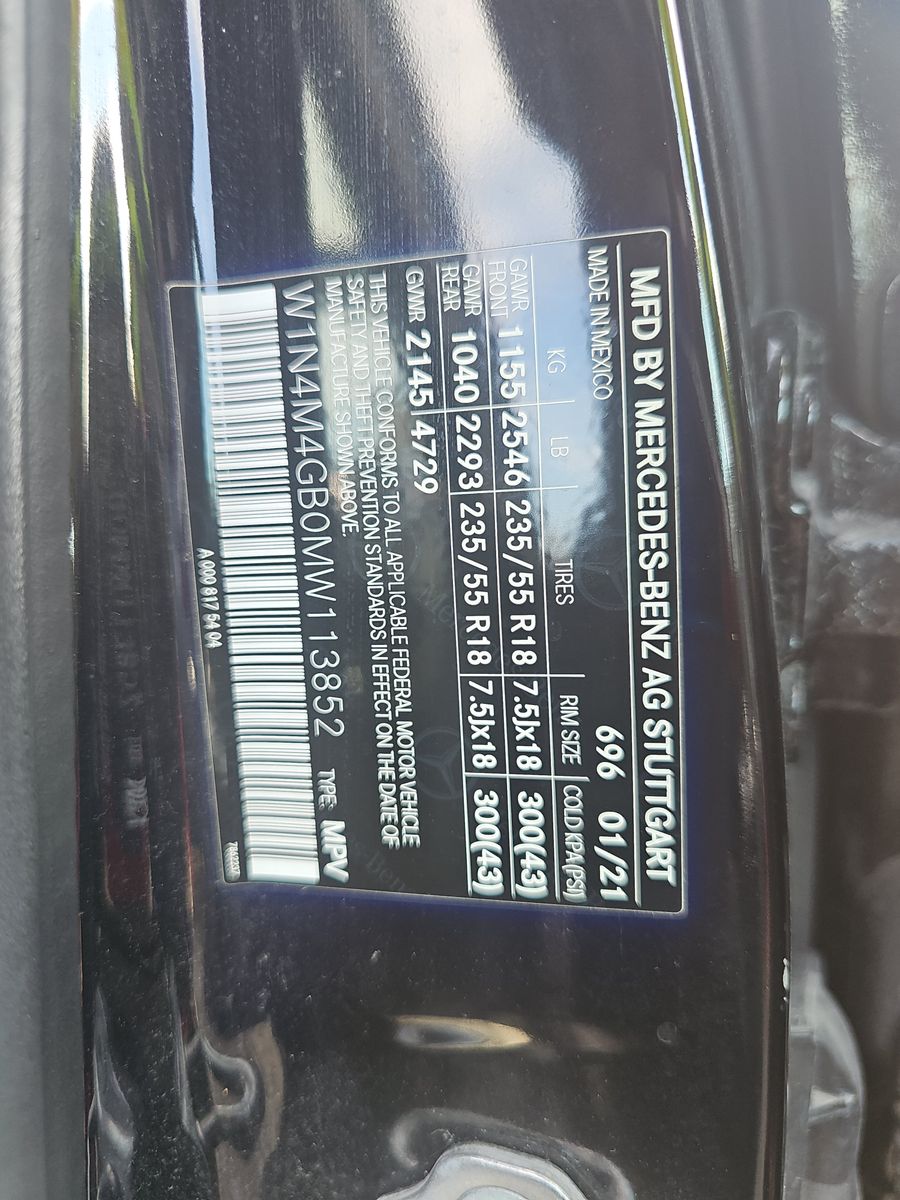 MFD BY MERCEDES-BENZ AG STUTTGART
MADE IN MEXICO 696 01/21
KG LB TIRES RIM SIZE COLD KPA(PSI)
GAWR FRONT 1155 2546 235/55 R18 7.5Jx18 300(43)
GAWR REAR 1040 2293 235/55 R18 7.5Jx18 300(43)
GVWR 2145 4729
THIS VEHICLE CONFORMS TO ALL APPLICABLE FEDERAL MOTOR VEHICLE
SAFETY AND THEFT PREVENTION STANDARDS IN EFFECT ON THE DATE OF
MANUFACTURE SHOWN ABOVE.
W1N4M4GB0MW113852 TYPE: MPV
A 000 817 54 04